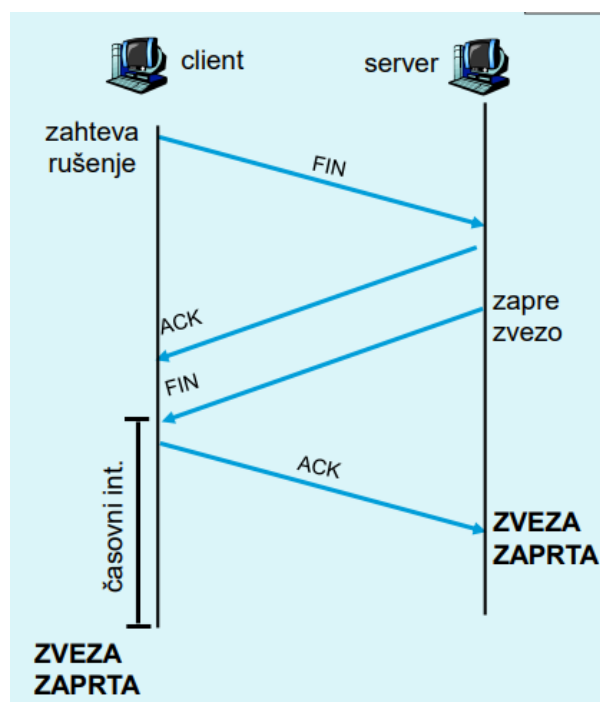 client
server
zahteva
rušenje
FIN
ACK
zapre
zvezo
FIN
ACK
časovni int.
ZVEZA
ZAPRTA
ZVEZA
ZAPRTA